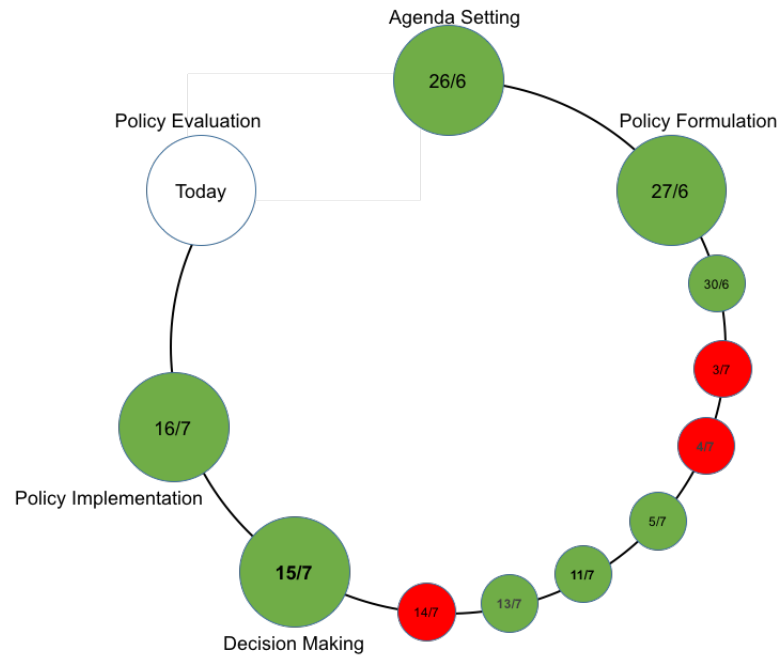 Agenda Setting
26/6
Policy Formulation
27/6
30/6
3/7
4/7
5/7
11/7
13/7
14/7
15/7
Decision Making
16/7
Policy Implementation
Policy Evaluation
Today